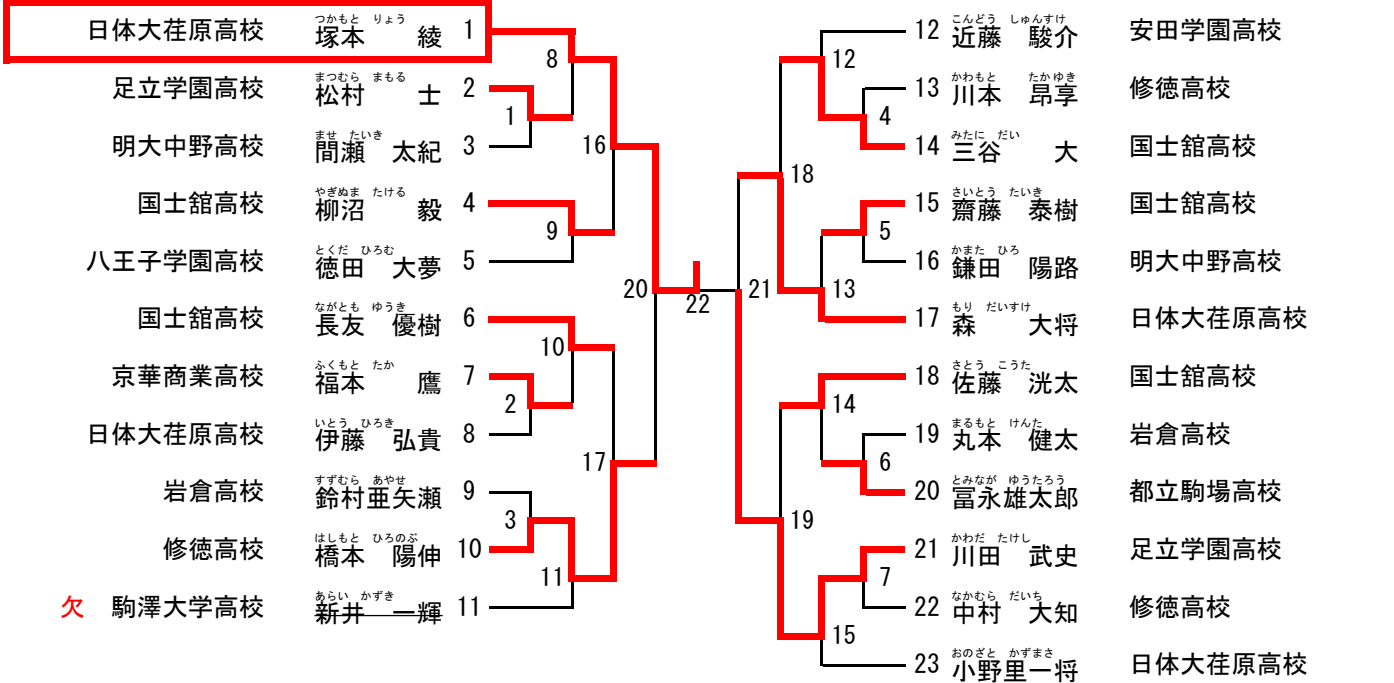 つかもと りょう
日体大荏原高校 塚本 綾 1
まつむら まもる
足立学園高校 松村 士 2
ませ たいき
明大中野高校 間瀬 太紀 3
やぎぬま たける
国士舘高校 柳沼 毅 4
とくだ ひろむ
八王子学園高校 徳田 大夢 5
ながとも ゆうき
国士舘高校 長友 優樹 6
ふくもと たか
京華商業高校 福本 鷹 7
いとう ひろき
日体大荏原高校 伊藤 弘貴 8
すずむら あやせ
岩倉高校 鈴村亜矢瀬 9
はしもと ひろのぶ
修徳高校 橋本 陽伸 10
あらい かずき
欠 駒澤大学高校 新井 一輝 11
8
1
16
9
20
10
2
17
3
11
22
12
4
18
5
21
13
14
6
19
7
15
こんどう しゅんすけ
12 近藤 駿介 安田学園高校
かわもと たかゆき
13 川本 昂享 修徳高校
みたに だい
14 三谷 大 国士舘高校
さいとう たいき
15 齋藤 泰樹 国士舘高校
かまた ひろ
16 鎌田 陽路 明大中野高校
もり だいすけ
17 森 大将 日体大荏原高校
さとう こうた
18 佐藤 洸太 国士舘高校
まるもと けんた
19 丸本 健太 岩倉高校
とみなが ゆうたろう
20 冨永雄太郎 都立駒場高校
かわだ たけし
21 川田 武史 足立学園高校
なかむら だいち
22 中村 大知 修徳高校
おのざと かずまさ
23 小野里一将 日体大荏原高校